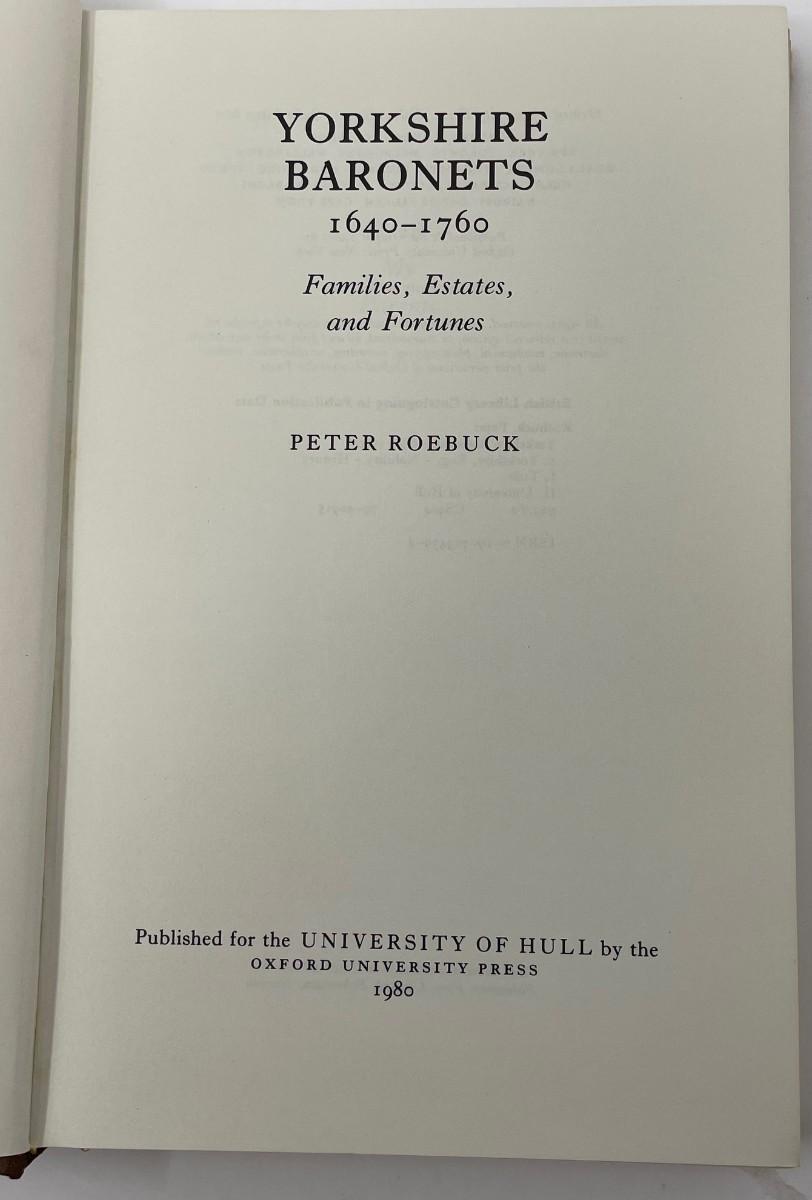 YORKSHIRE
BARONETS
1640–1760
Families, Estates,
and Fortunes
PETER ROEBUCK
Published for the UNIVERSITY OF HULL by the
OXFORD UNIVERSITY PRESS
1980